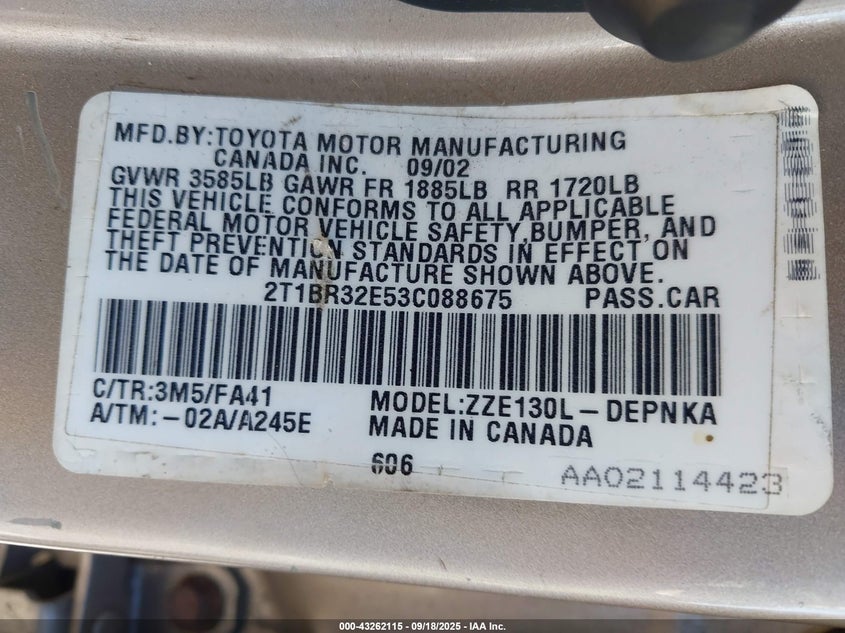 MFD.BY:TOYOTA MOTOR MANUFACTURING
CANADA INC. 09/02
GVWR 3585LB GAWR FR 1885LB RR 1720LB
THIS VEHICLE CONFORMS TO ALL APPLICABLE
FEDERAL MOTOR VEHICLE SAFETY,BUMPER, AND
THEFT PREVENTION STANDARDS IN EFFECT ON
THE DATE OF MANUFACTURE SHOWN ABOVE.
2T1BR32E53C088675 PASS.CAR
C/TR:3M5/FA41 MODEL:ZZE130L-DEPNKA
A/TM:-02A/A245E MADE IN CANADA
606
AA02114423
000-43262115 | 09/18/2025 - IAA Inc.